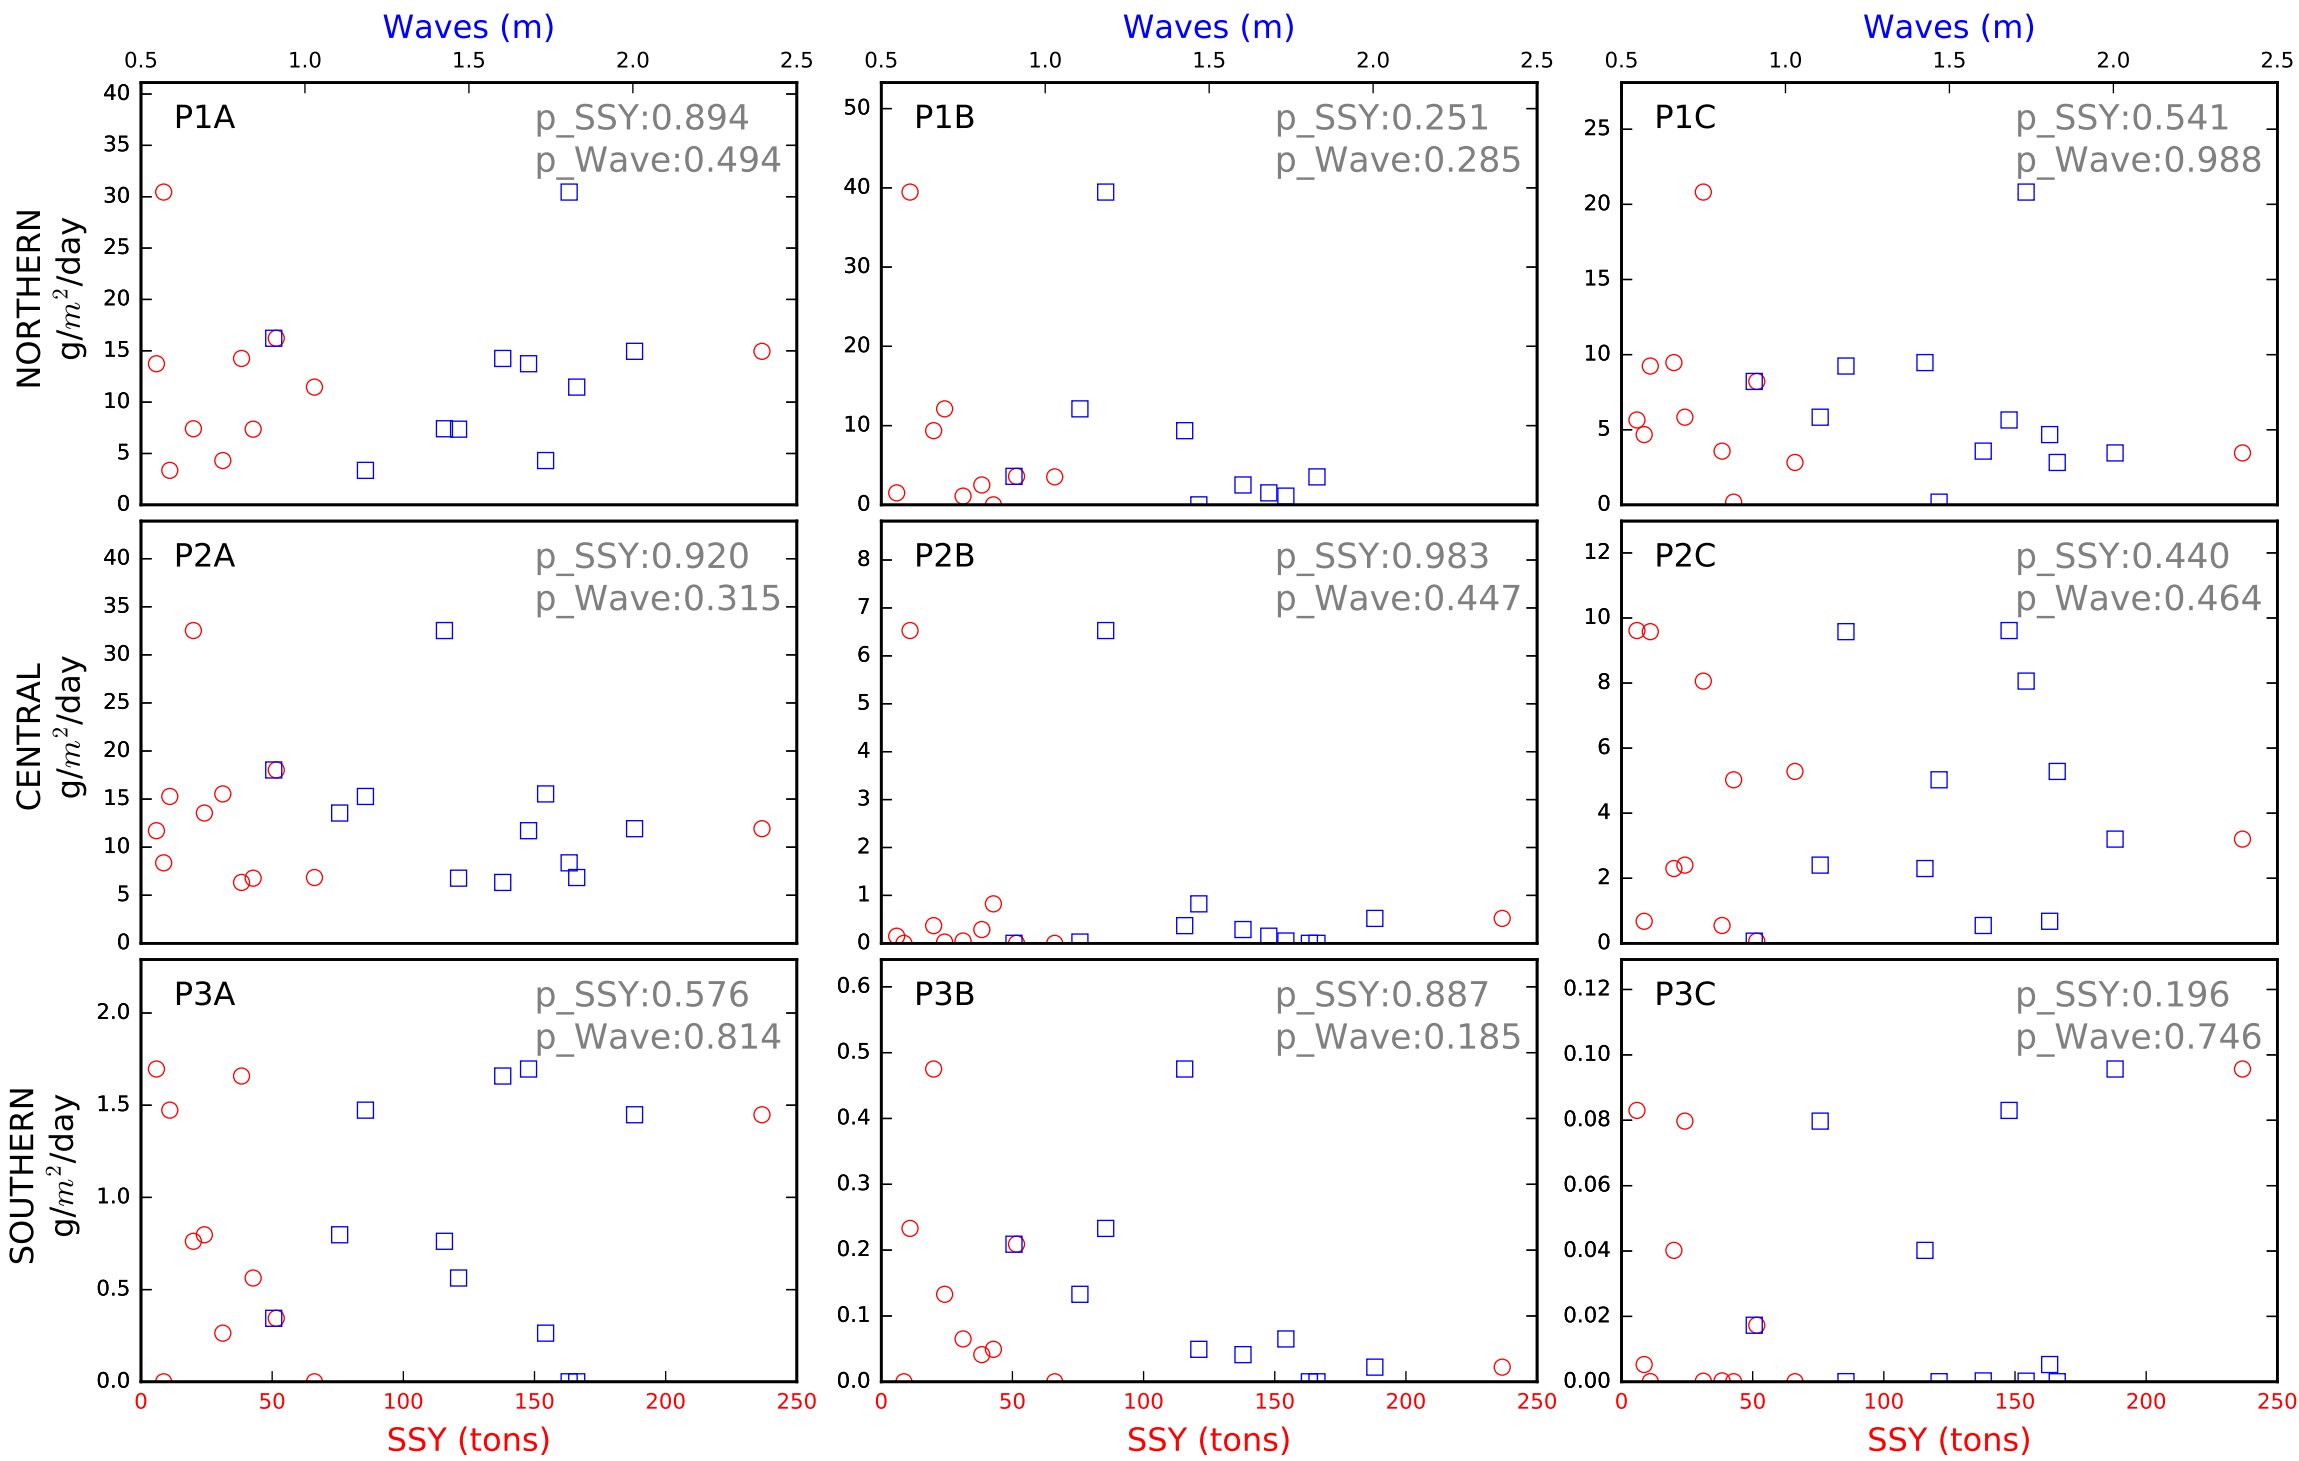 Waves (m) Waves (m) Waves (m)
0.5 1.0 1.5 2.0 2.5 0.5 1.0 1.5 2.0 2.5 0.5 1.0 1.5 2.0 2.5
NORTHERN
g/m²/day
40
35
30
25
20
15
10
5
0
P1A
p_SSY:0.894
p_Wave:0.494
50
40
30
20
10
0
P1B
p_SSY:0.251
p_Wave:0.285
25
20
15
10
5
0
P1C
p_SSY:0.541
p_Wave:0.988
CENTRAL
g/m²/day
40
35
30
25
20
15
10
5
0
P2A
p_SSY:0.920
p_Wave:0.315
8
7
6
5
4
3
2
1
0
P2B
p_SSY:0.983
p_Wave:0.447
12
10
8
6
4
2
0
P2C
p_SSY:0.440
p_Wave:0.464
SOUTHERN
g/m²/day
2.0
1.5
1.0
0.5
0.0
P3A
p_SSY:0.576
p_Wave:0.814
0.6
0.5
0.4
0.3
0.2
0.1
0.0
P3B
p_SSY:0.887
p_Wave:0.185
0.12
0.10
0.08
0.06
0.04
0.02
0.00
P3C
p_SSY:0.196
p_Wave:0.746
0 50 100 150 200 250 0 50 100 150 200 250 0 50 100 150 200 250
SSY (tons) SSY (tons) SSY (tons)